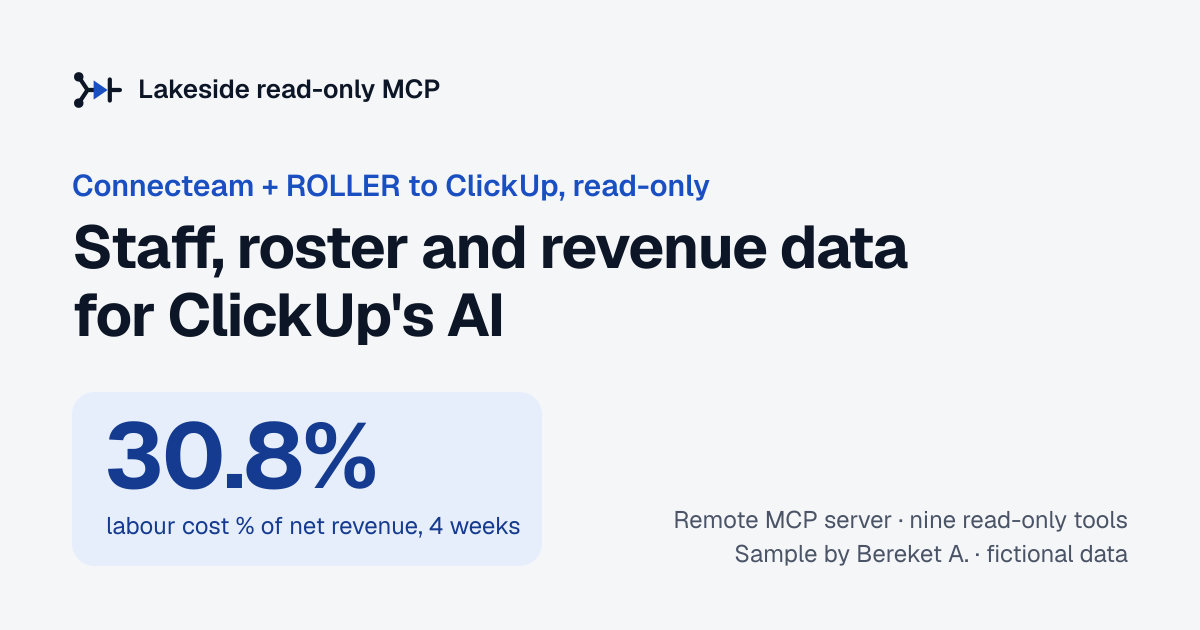 Lakeside read-only MCP
Connecteam + ROLLER to ClickUp, read-only
Staff, roster and revenue data
for ClickUp's AI
30.8%
labour cost % of net revenue, 4 weeks
Remote MCP server · nine read-only tools
Sample by Bereket A. · fictional data